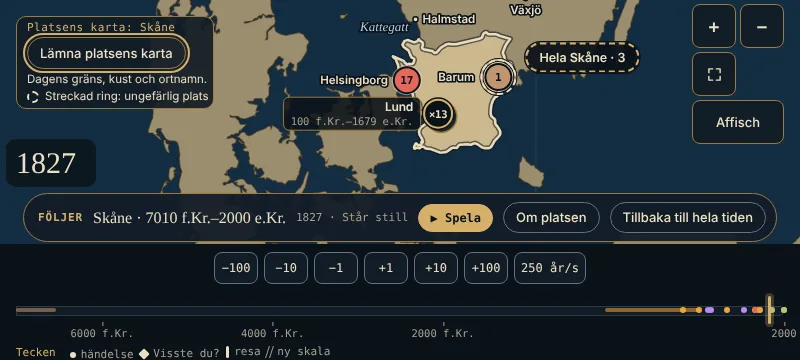 Platsens karta: Skåne
Lämna platsens karta
Dagens gräns, kust och ortnamn.
Streckad ring: ungefärlig plats
Kattegatt
Halmstad
Växjö
Helsingborg
17
Barum
1
Hela Skåne · 3
Lund
100 f.Kr.–1679 e.Kr.
×13
+
−
Affisch
1827
FÖLJER Skåne · 7010 f.Kr.–2000 e.Kr. 1827 · Står still ▶ Spela Om platsen Tillbaka till hela tiden
−100 −10 −1 +1 +10 +100 250 år/s
6000 f.Kr. 4000 f.Kr. 2000 f.Kr. 2000
Tecken händelse Visste du? resa // ny skala